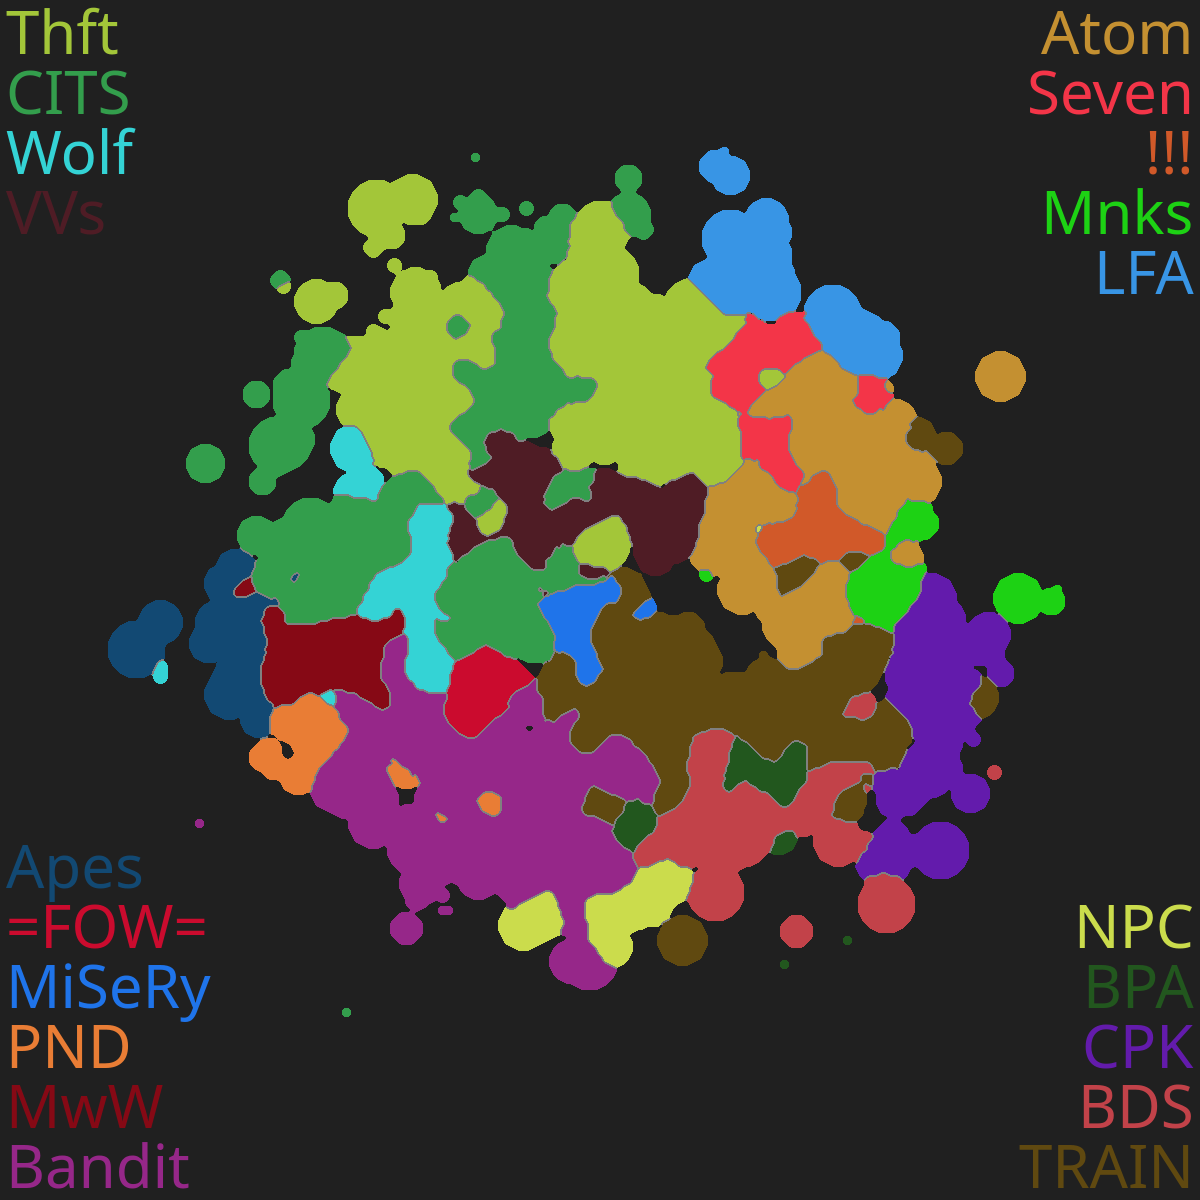 Thft
CITS
Wolf
VVs
Atom
Seven
!!!
Mnks
LFA
Apes
=FOW=
MiSeRy
PND
MwW
Bandit
NPC
BPA
CPK
BDS
TRAIN